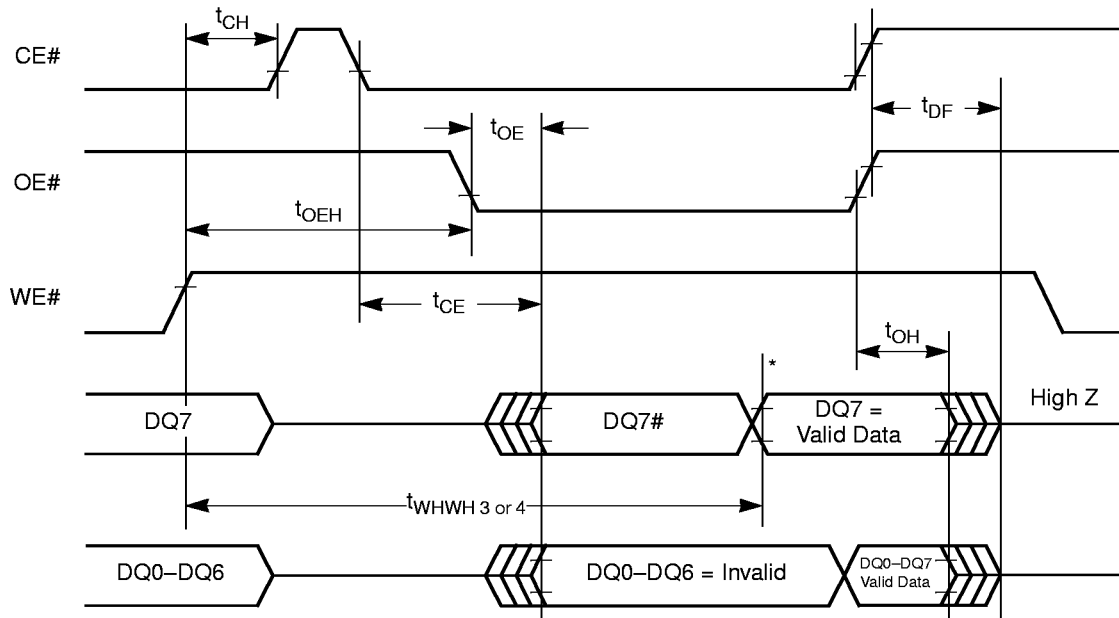 tCH
CE#
tDF
tOE
OE#
tOEH
WE#
tCE
tOH
*
DQ7
DQ7#
DQ7 =
Valid Data
High Z
tWHWH 3 or 4
DQ0–DQ6
DQ0–DQ6 = Invalid
DQ0–DQ7
Valid Data